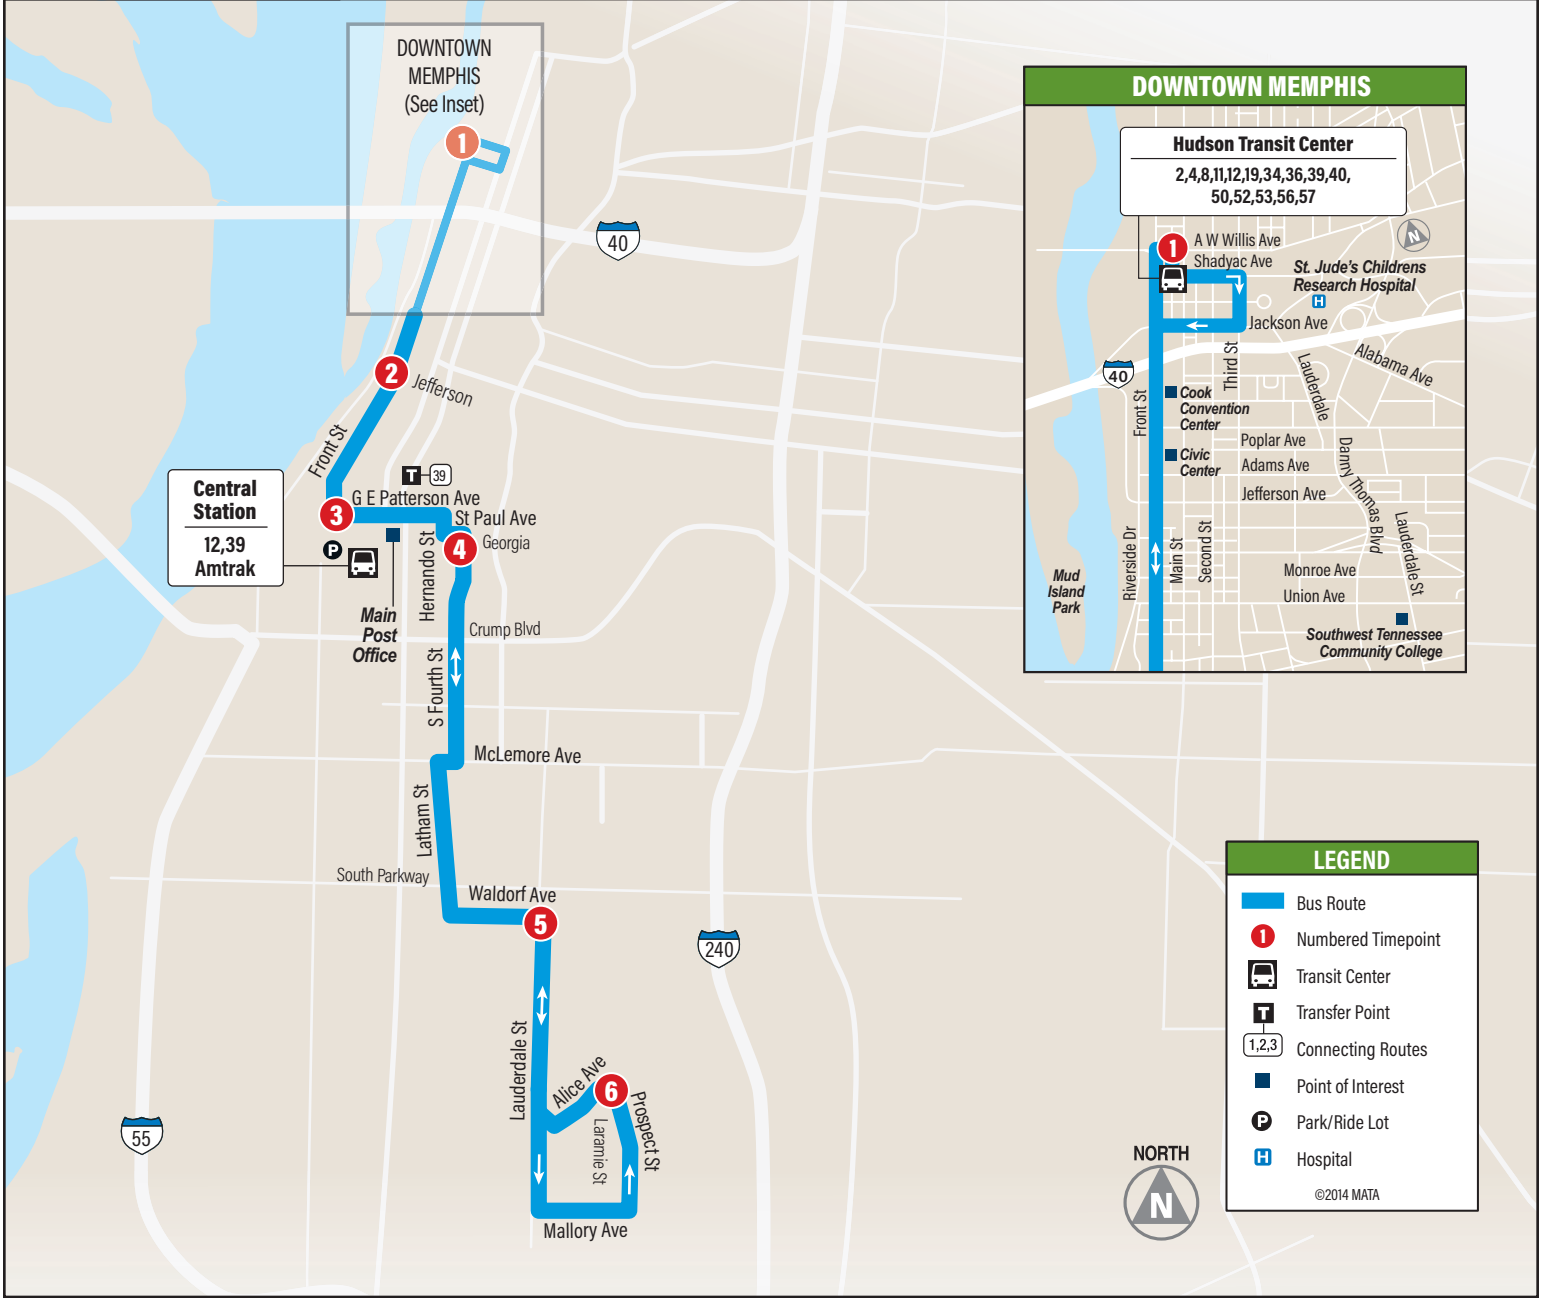 DOWNTOWN
MEMPHIS
(See Inset)
1
40
2
Jefferson
Front St
T
39
G E Patterson Ave
3
St Paul Ave
Georgia
4
Hernando St
P
Central
Station
12,39
Amtrak
Main
Post
Office
Crump Blvd
S Fourth St
McLemore Ave
Latham St
South Parkway
Waldorf Ave
5
240
Lauderdale St
Alice Ave
6
Prospect St
Laramie St
Mallory Ave
55
NORTH
N
DOWNTOWN MEMPHIS
Hudson Transit Center
2,4,8,11,12,19,34,36,39,40,
50,52,53,56,57
N
1
A W Willis Ave
Shadyac Ave
St. Jude's Childrens
Research Hospital
H
Jackson Ave
Third St
Lauderdale
Alabama Ave
40
Front St
Cook
Convention
Center
Civic
Center
Poplar Ave
Adams Ave
Jefferson Ave
Danny Thomas Blvd
Lauderdale St
Riverside Dr
Main St
Second St
Mud
Island
Park
Monroe Ave
Union Ave
Southwest Tennessee
Community College
LEGEND
Bus Route
1
Numbered Timepoint
Transit Center
T
Transfer Point
1,2,3
Connecting Routes
Point of Interest
P
Park/Ride Lot
H
Hospital
©2014 MATA